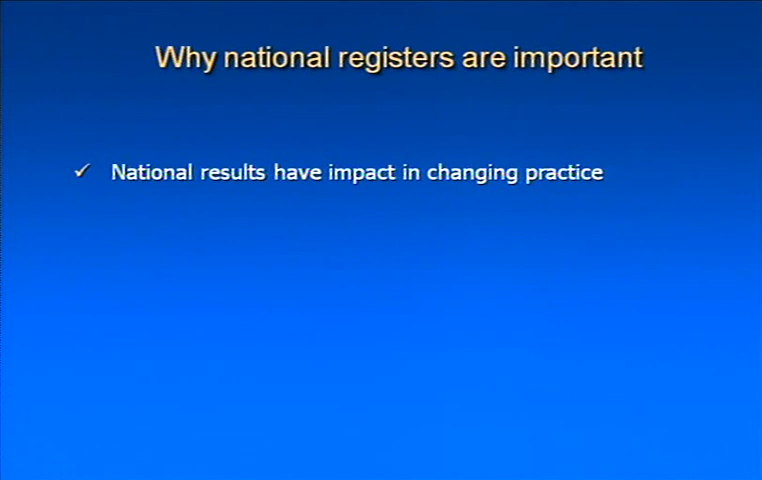 Why national registers are important
✓ National results have impact in changing practice